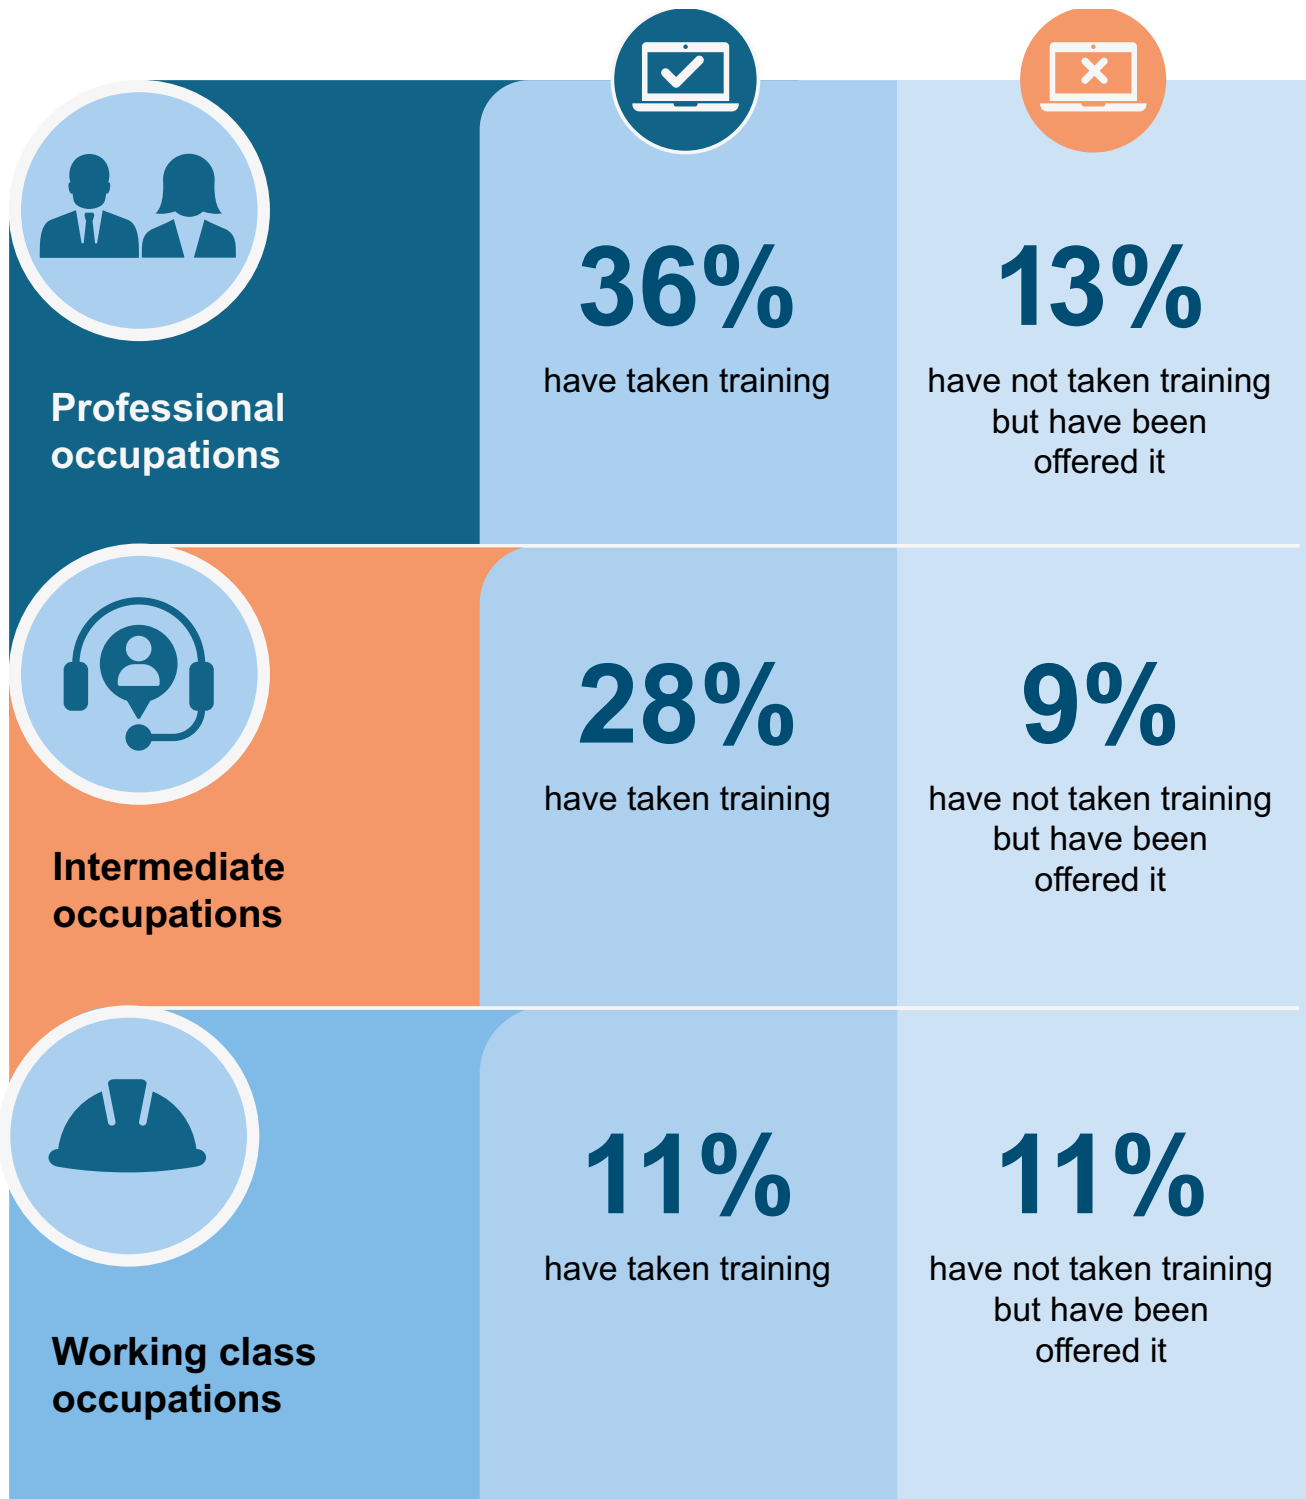 Professional
occupations
36%
have taken training
13%
have not taken training
but have been
offered it
Intermediate
occupations
28%
have taken training
9%
have not taken training
but have been
offered it
Working class
occupations
11%
have taken training
11%
have not taken training
but have been
offered it